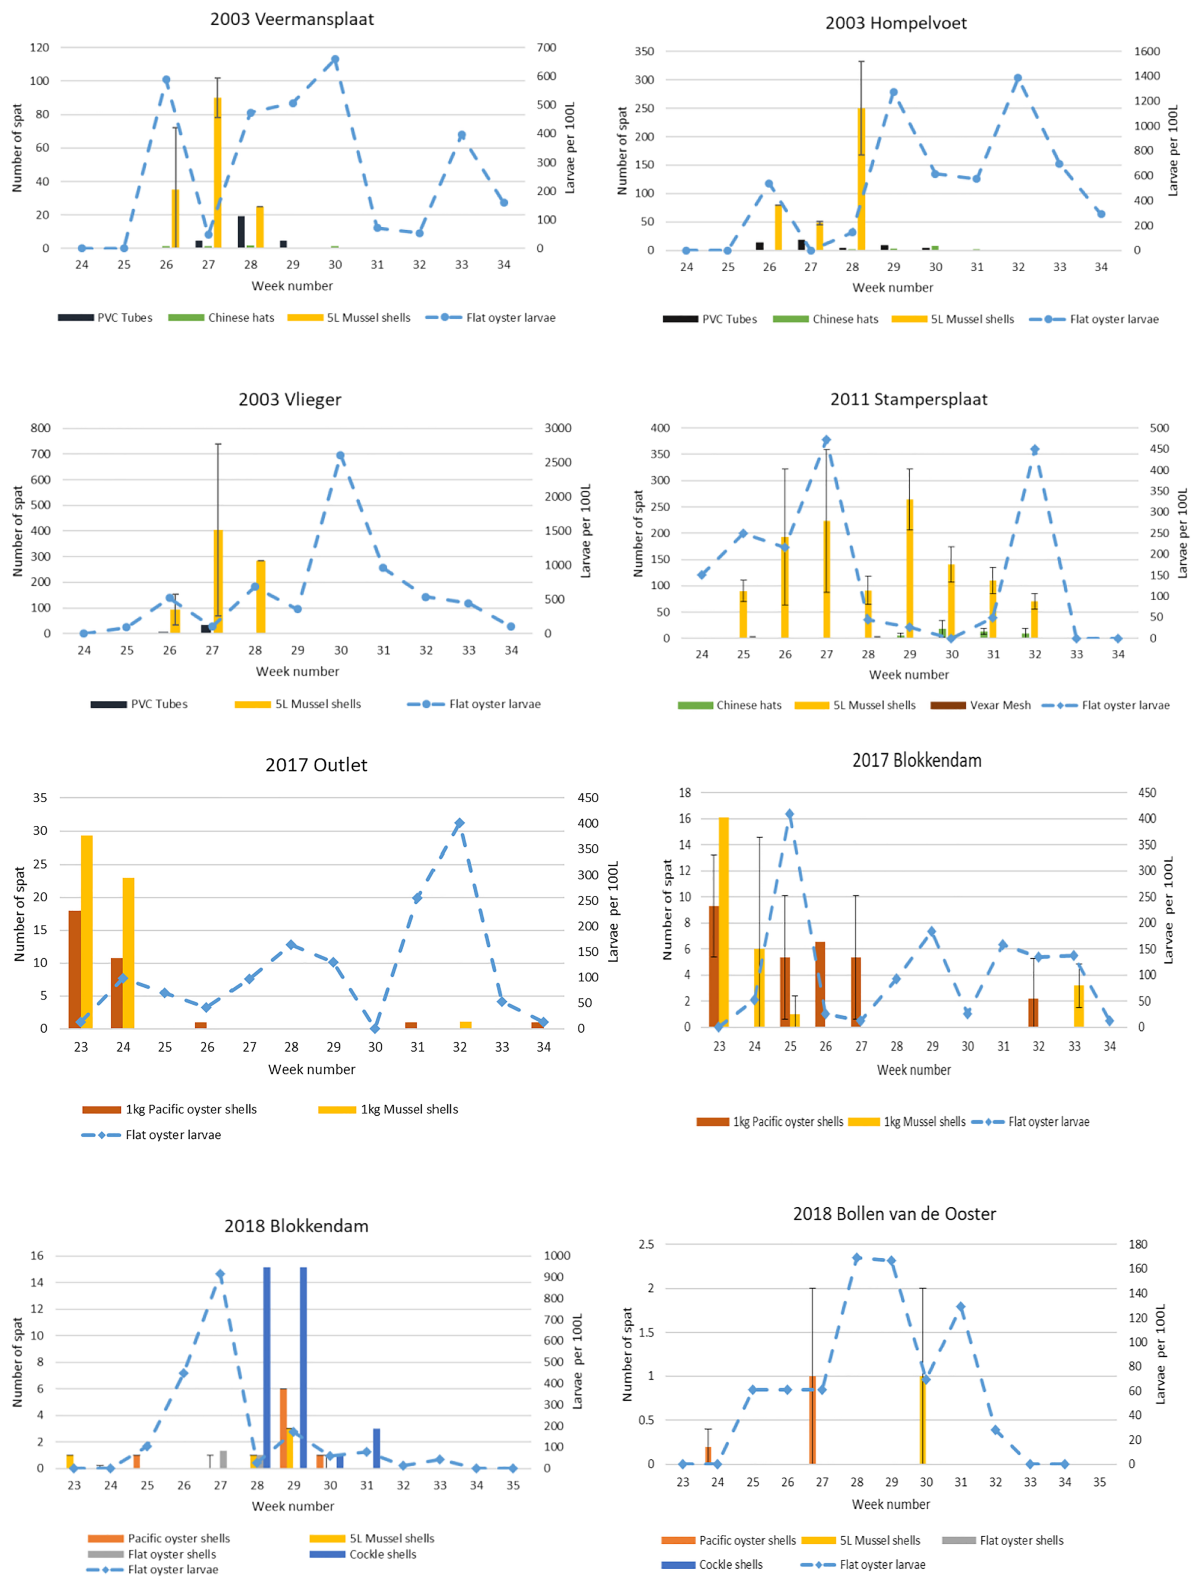 2003 Veermansplaat
Number of spat
120
100
80
60
40
20
0
700
600
500
400
300
200
100
0
Larvae per 100L
24 25 26 27 28 29 30 31 32 33 34
Week number
PVC Tubes Chinese hats 5L Mussel shells Flat oyster larvae
2003 Hompelvoet
Number of spat
350
300
250
200
150
100
50
0
1600
1400
1200
1000
800
600
400
200
0
Larvae per 100L
24 25 26 27 28 29 30 31 32 33 34
Week number
PVC Tubes Chinese hats 5L Mussel shells Flat oyster larvae
2003 Vlieger
Number of spat
800
700
600
500
400
300
200
100
0
3000
2500
2000
1500
1000
500
0
Larvae per 100L
24 25 26 27 28 29 30 31 32 33 34
Week number
PVC Tubes 5L Mussel shells Flat oyster larvae
2011 Stampersplaat
Number of spat
400
350
300
250
200
150
100
50
0
500
450
400
350
300
250
200
150
100
50
0
Larvae per 100L
24 25 26 27 28 29 30 31 32 33 34
Week number
Chinese hats 5L Mussel shells Vexar Mesh Flat oyster larvae
2017 Outlet
Number of spat
35
30
25
20
15
10
5
0
450
400
350
300
250
200
150
100
50
0
Larvae per 100L
23 24 25 26 27 28 29 30 31 32 33 34
Week number
1kg Pacific oyster shells 1kg Mussel shells
Flat oyster larvae
2017 Blokkendam
Number of spat
18
16
14
12
10
8
6
4
2
0
450
400
350
300
250
200
150
100
50
0
Larvae per 100L
23 24 25 26 27 28 29 30 31 32 33 34
Week number
1kg Pacific oyster shells 1kg Mussel shells Flat oyster larvae
2018 Blokkendam
Number of spat
16
14
12
10
8
6
4
2
0
1000
900
800
700
600
500
400
300
200
100
0
Larvae per 100L
23 24 25 26 27 28 29 30 31 32 33 34 35
Week number
Pacific oyster shells 5L Mussel shells
Flat oyster shells Cockle shells
Flat oyster larvae
2018 Bollen van de Ooster
Number of spat
2.5
2
1.5
1
0.5
0
180
160
140
120
100
80
60
40
20
0
Larvae per 100L
23 24 25 26 27 28 29 30 31 32 33 34 35
Week number
Pacific oyster shells 5L Mussel shells Flat oyster shells
Cockle shells Flat oyster larvae